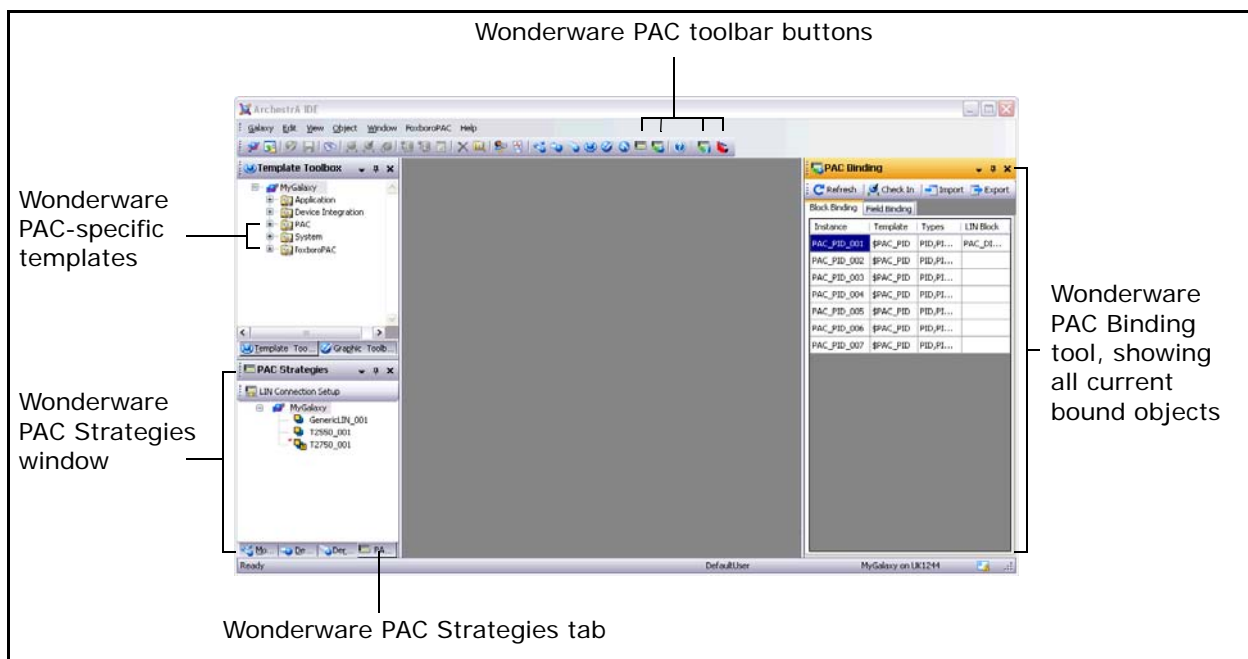 Wonderware PAC toolbar buttons
ArchestrA IDE
Galaxy Edit View Object Window FoxboroPAC Help
Template Toolbox
MyGalaxy
Application
Device Integration
PAC
System
FoxboroPAC
Template Too... Graphic Toolb...
Wonderware
PAC-specific
templates
PAC Strategies
LIN Connection Setup
MyGalaxy
GenericLIN_001
T2550_001
T2750_001
Mo... De... Der... PA...
Wonderware
PAC Strategies
window
PAC Binding
Refresh Check In Import Export
Block Binding Field Binding
Instance Template Types LIN Block
PAC_PID_001 $PAC_PID PID,PI... PAC_DI...
PAC_PID_002 $PAC_PID PID,PI...
PAC_PID_003 $PAC_PID PID,PI...
PAC_PID_004 $PAC_PID PID,PI...
PAC_PID_005 $PAC_PID PID,PI...
PAC_PID_006 $PAC_PID PID,PI...
PAC_PID_007 $PAC_PID PID,PI...
Wonderware
PAC Binding
tool, showing
all current
bound objects
Ready DefaultUser MyGalaxy on UK1244
Wonderware PAC Strategies tab